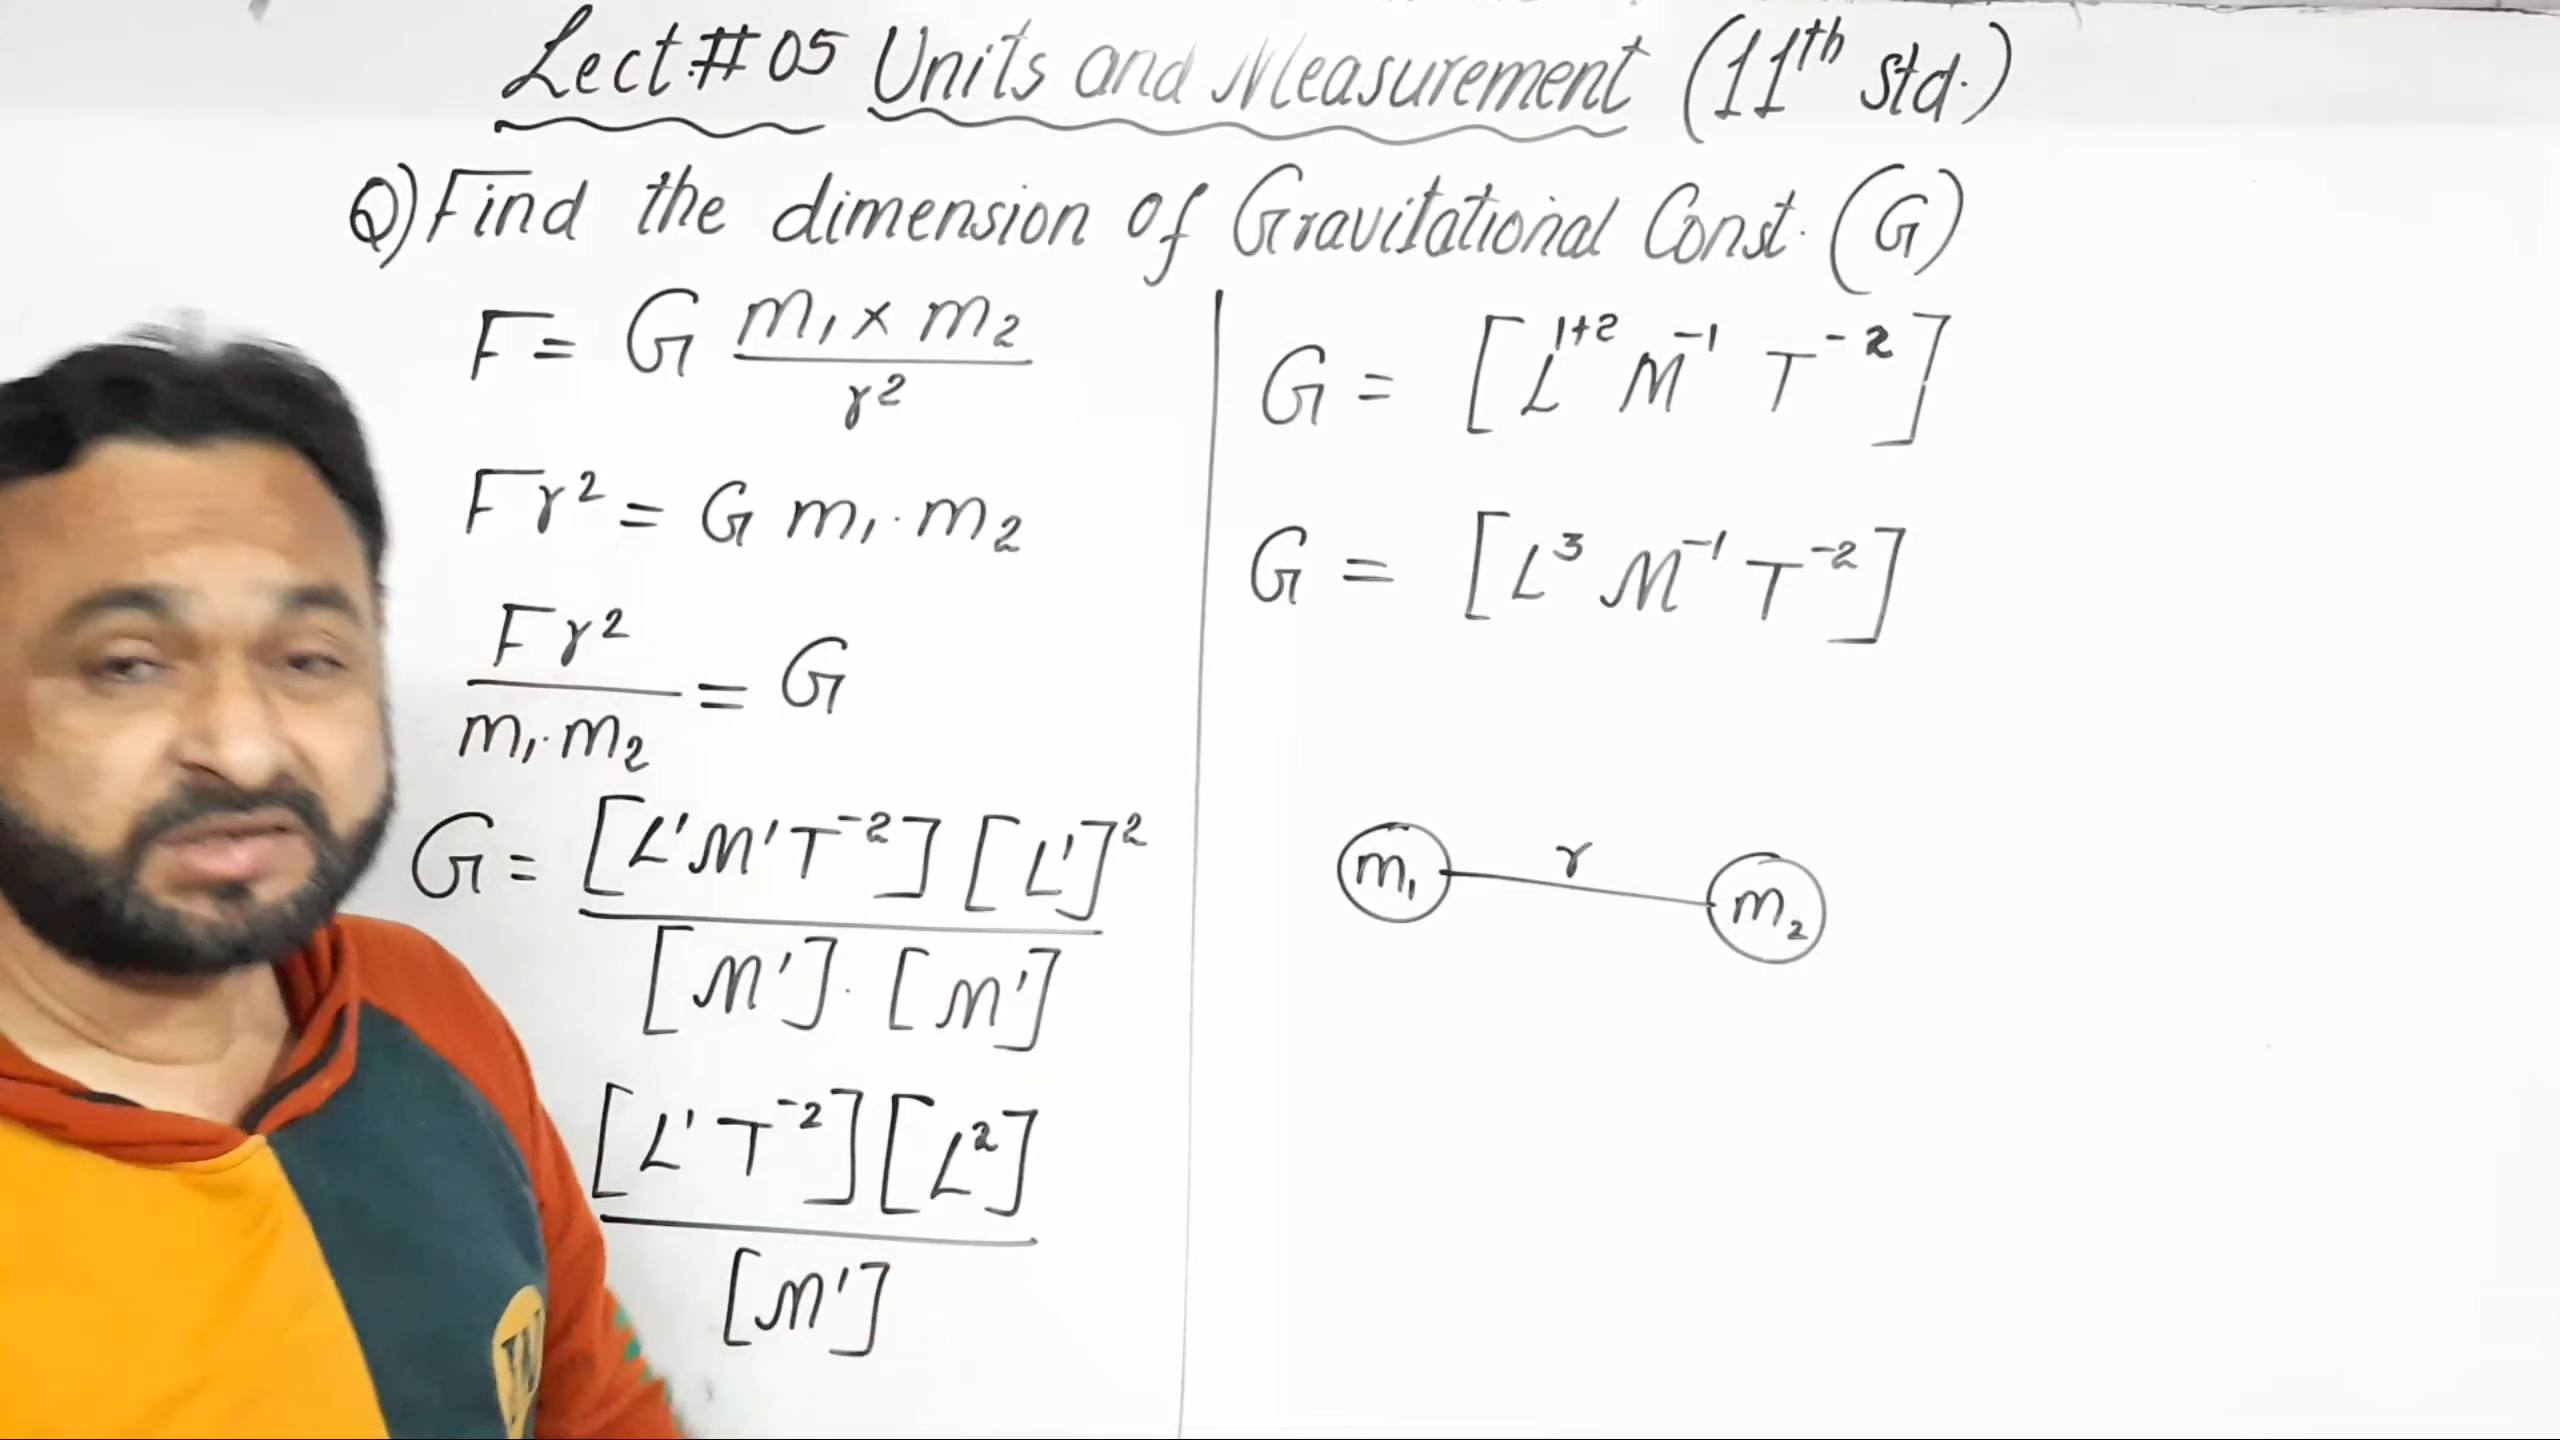 Lect.# 05 Units and Measurement (11th std.)
Q) Find the dimension of Gravitational Const. (G)
F = G m₁ × m₂ / r²
Fr² = G m₁ . m₂
Fr² / m₁ . m₂ = G
G = [L¹M¹T⁻²] [L¹]² / [M¹] . [M¹]
[L¹ T⁻²] [L²] / [M¹]
G = [L¹⁺² M⁻¹ T⁻²]
G = [L³ M⁻¹ T⁻²]
m₁ r m₂